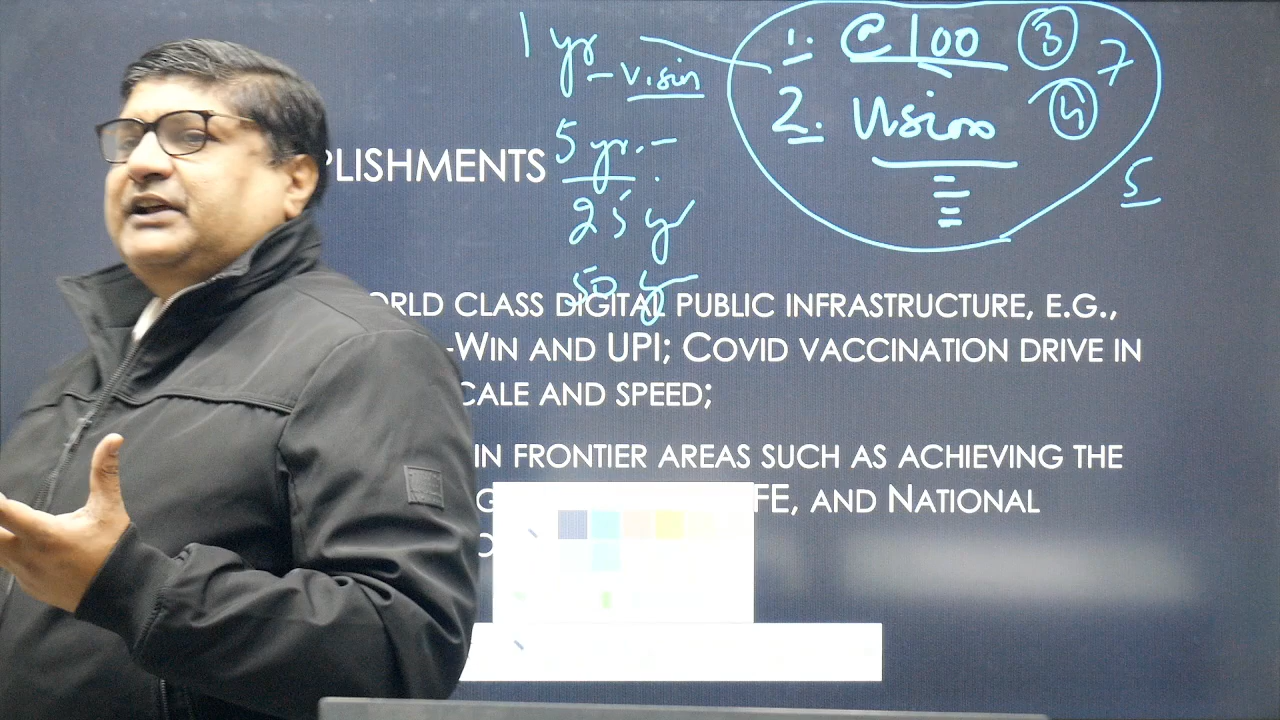 1 yr
– Visin
5 yr. –
25 yr
50 yr
1. @ 100 3
2. Vision 4
7
5
PLISHMENTS
ORLD CLASS DIGITAL PUBLIC INFRASTRUCTURE, E.G.,
-WIN AND UPI; COVID VACCINATION DRIVE IN
CALE AND SPEED;
IN FRONTIER AREAS SUCH AS ACHIEVING THE
FE, AND NATIONAL